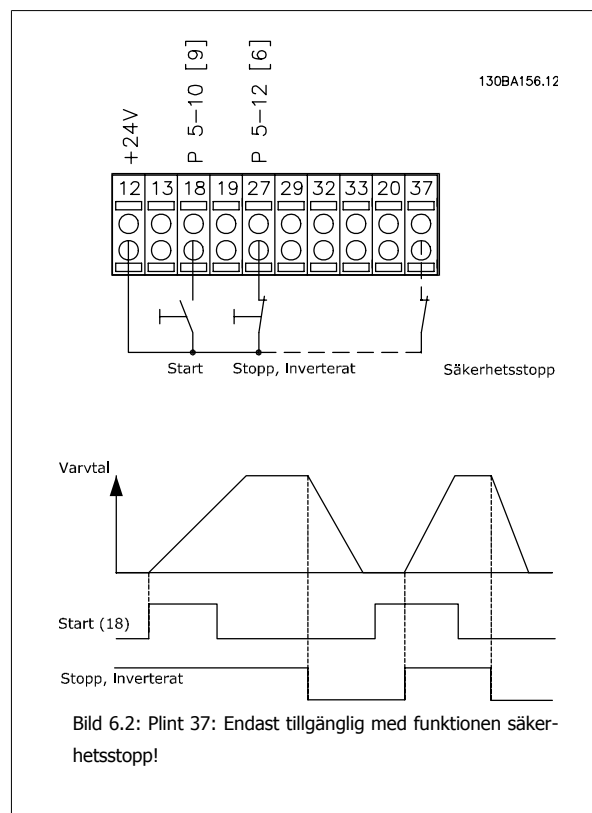 130BA156.12
+24V
P 5-10 [9]
P 5-12 [6]
12 13 18 19 27 29 32 33 20 37
Start Stopp, Inverterat Säkerhetsstopp
Varvtal
Start (18)
Stopp, Inverterat
Bild 6.2: Plint 37: Endast tillgänglig med funktionen säker-
hetsstopp!